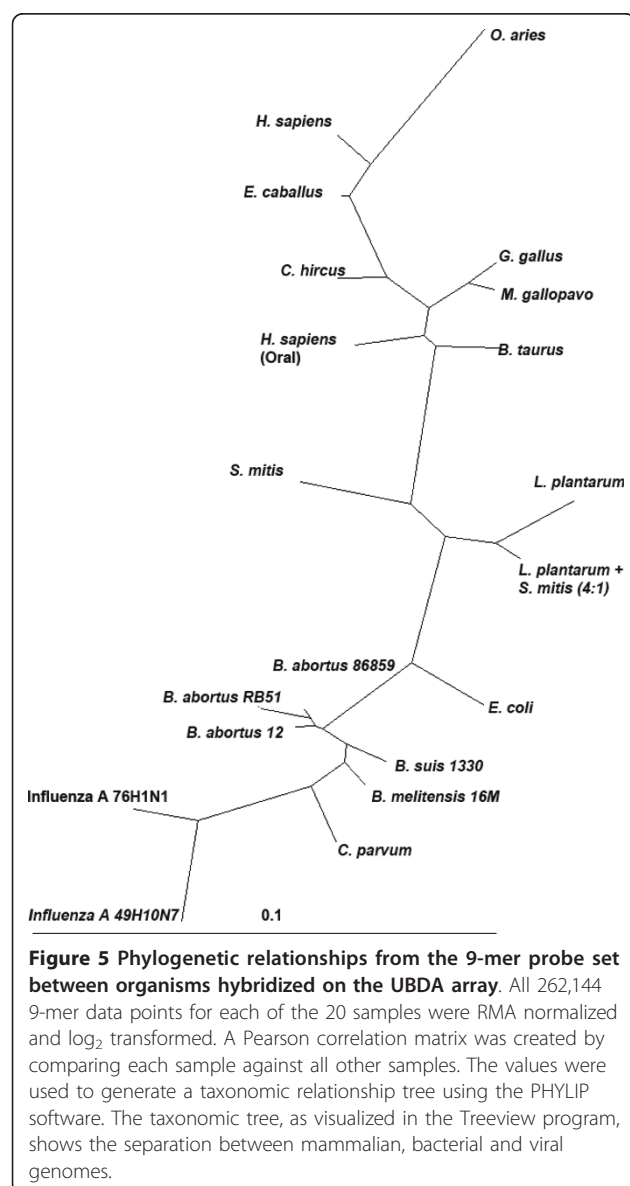 O. aries
H. sapiens
E. caballus
G. gallus
C. hircus
M. gallopavo
H. sapiens
(Oral)
B. taurus
S. mitis
L. plantarum
L. plantarum +
S. mitis (4:1)
B. abortus 86859
B. abortus RB51
E. coli
B. abortus 12
B. suis 1330
Influenza A 76H1N1
B. melitensis 16M
C. parvum
Influenza A 49H10N7
0.1
Figure 5 Phylogenetic relationships from the 9-mer probe set
between organisms hybridized on the UBDA array. All 262,144
9-mer data points for each of the 20 samples were RMA normalized
and log2 transformed. A Pearson correlation matrix was created by
comparing each sample against all other samples. The values were
used to generate a taxonomic relationship tree using the PHYLIP
software. The taxonomic tree, as visualized in the Treeview program,
shows the separation between mammalian, bacterial and viral
genomes.